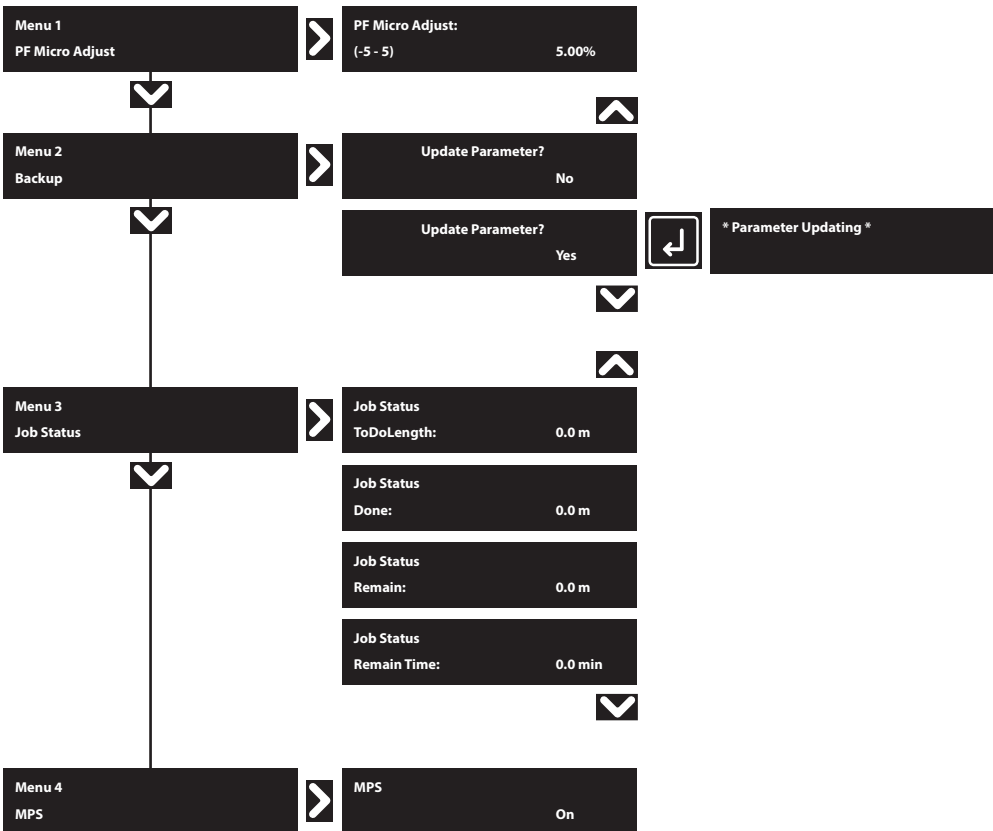 Menu 1
PF Micro Adjust
PF Micro Adjust:
(-5 - 5) 5.00%
Menu 2
Backup
Update Parameter?
No
Update Parameter?
Yes
* Parameter Updating *
Menu 3
Job Status
Job Status
ToDoLength: 0.0 m
Job Status
Done: 0.0 m
Job Status
Remain: 0.0 m
Job Status
Remain Time: 0.0 min
Menu 4
MPS
MPS
On